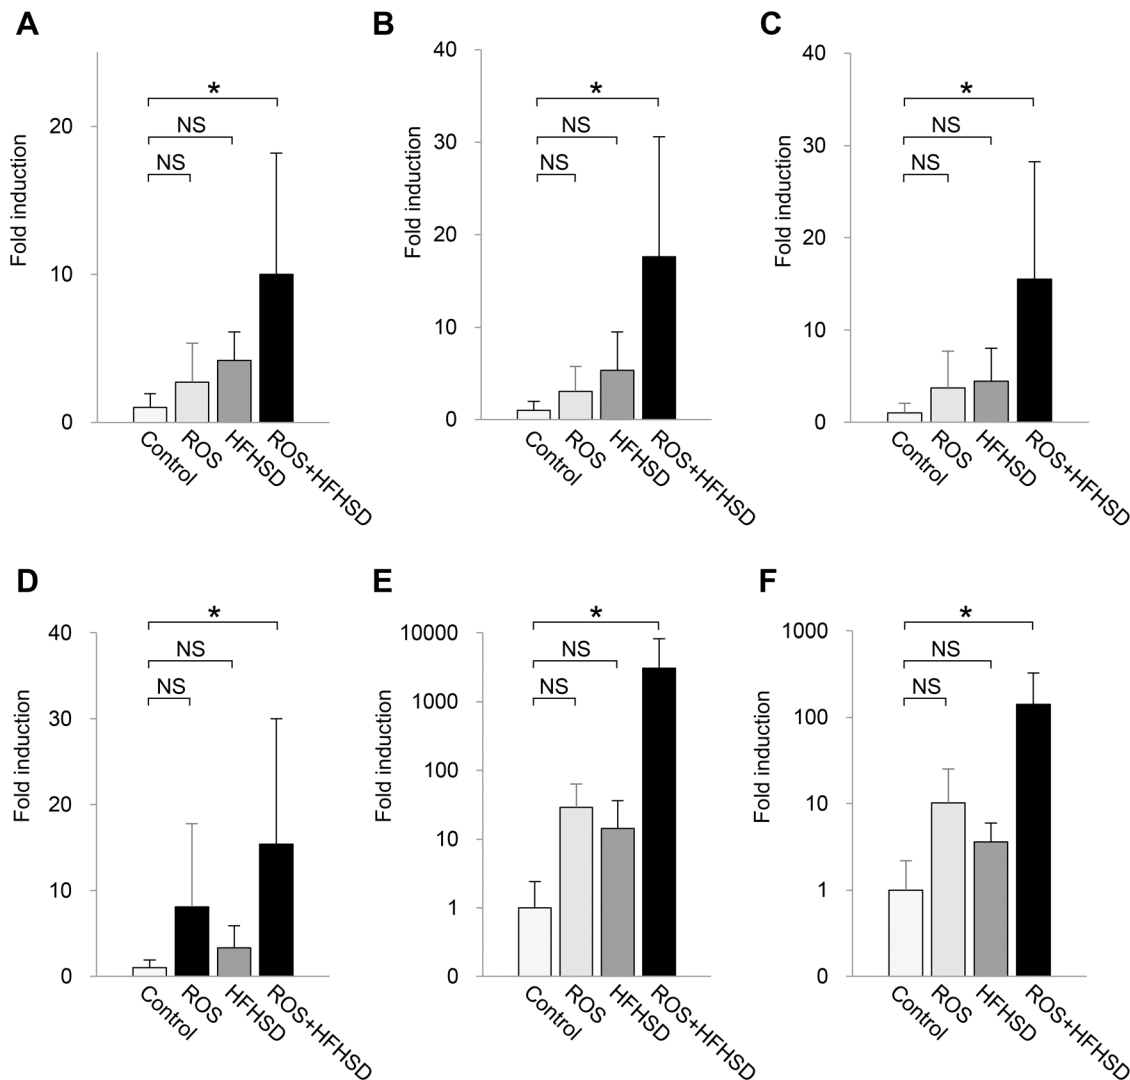 A
Fold induction
20
10
0
*
NS
NS
Control
ROS
HFHSD
ROS+HFHSD
B
Fold induction
40
30
20
10
0
*
NS
NS
Control
ROS
HFHSD
ROS+HFHSD
C
Fold induction
40
30
20
10
0
*
NS
NS
Control
ROS
HFHSD
ROS+HFHSD
D
Fold induction
40
30
20
10
0
*
NS
NS
Control
ROS
HFHSD
ROS+HFHSD
E
Fold induction
10000
1000
100
10
1
0
*
NS
NS
Control
ROS
HFHSD
ROS+HFHSD
F
Fold induction
1000
100
10
1
0
*
NS
NS
Control
ROS
HFHSD
ROS+HFHSD